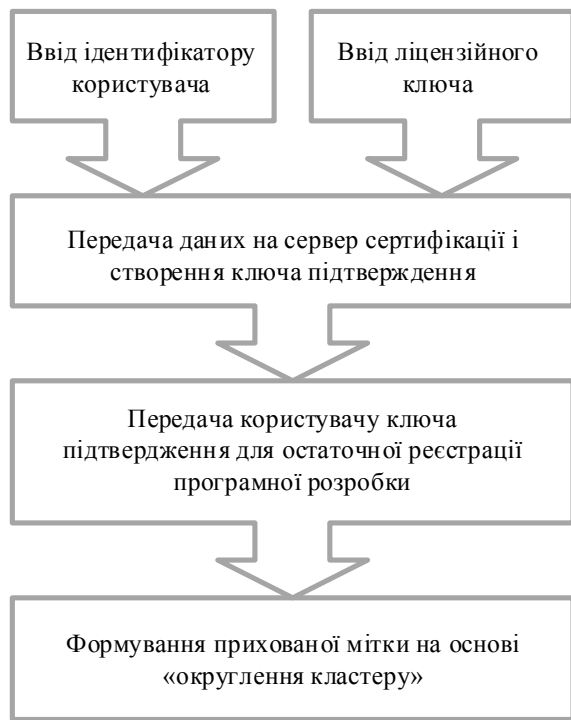 Ввід ідентифікатору
користувача
Ввід ліцензійного
ключа
Передача даних на сервер сертифікації і
створення ключа підтверждення
Передача користувачу ключа
підтвердження для остаточної реєстрації
програмної розробки
Формування прихованої мітки на основі
«округлення кластеру»